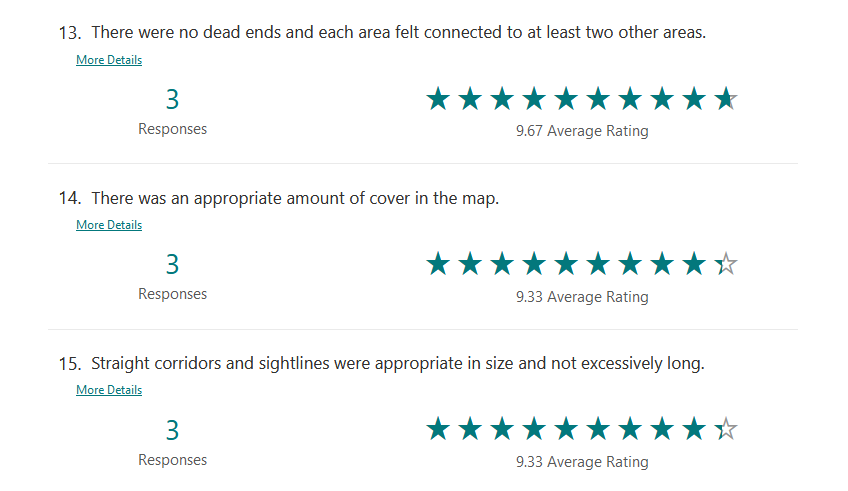 13. There were no dead ends and each area felt connected to at least two other areas.
More Details
3
Responses
9.67 Average Rating
14. There was an appropriate amount of cover in the map.
More Details
3
Responses
9.33 Average Rating
15. Straight corridors and sightlines were appropriate in size and not excessively long.
More Details
3
Responses
9.33 Average Rating